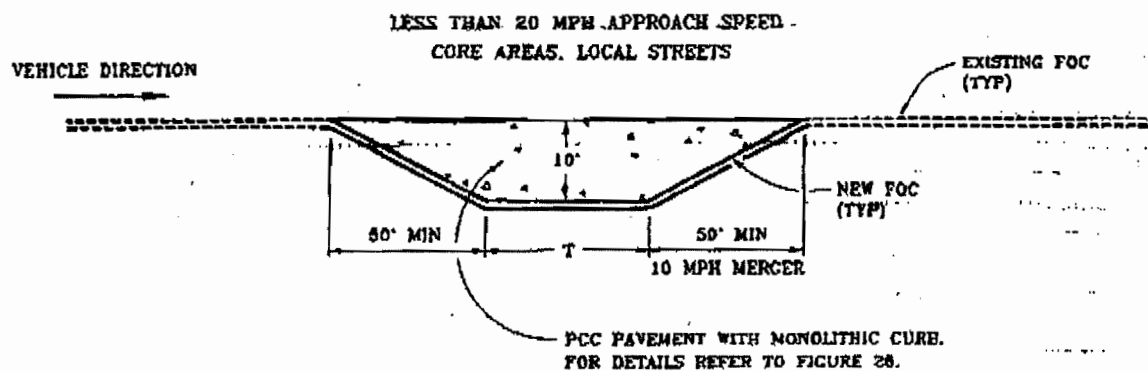 LESS THAN 20 MPH APPROACH SPEED
CORE AREAS. LOCAL STREETS
VEHICLE DIRECTION
EXISTING FOC
(TYP)
10'
NEW FOC
(TYP)
50' MIN
T
50' MIN
10 MPH MERGER
PCC PAVEMENT WITH MONOLITHIC CURB.
FOR DETAILS REFER TO FIGURE 28.